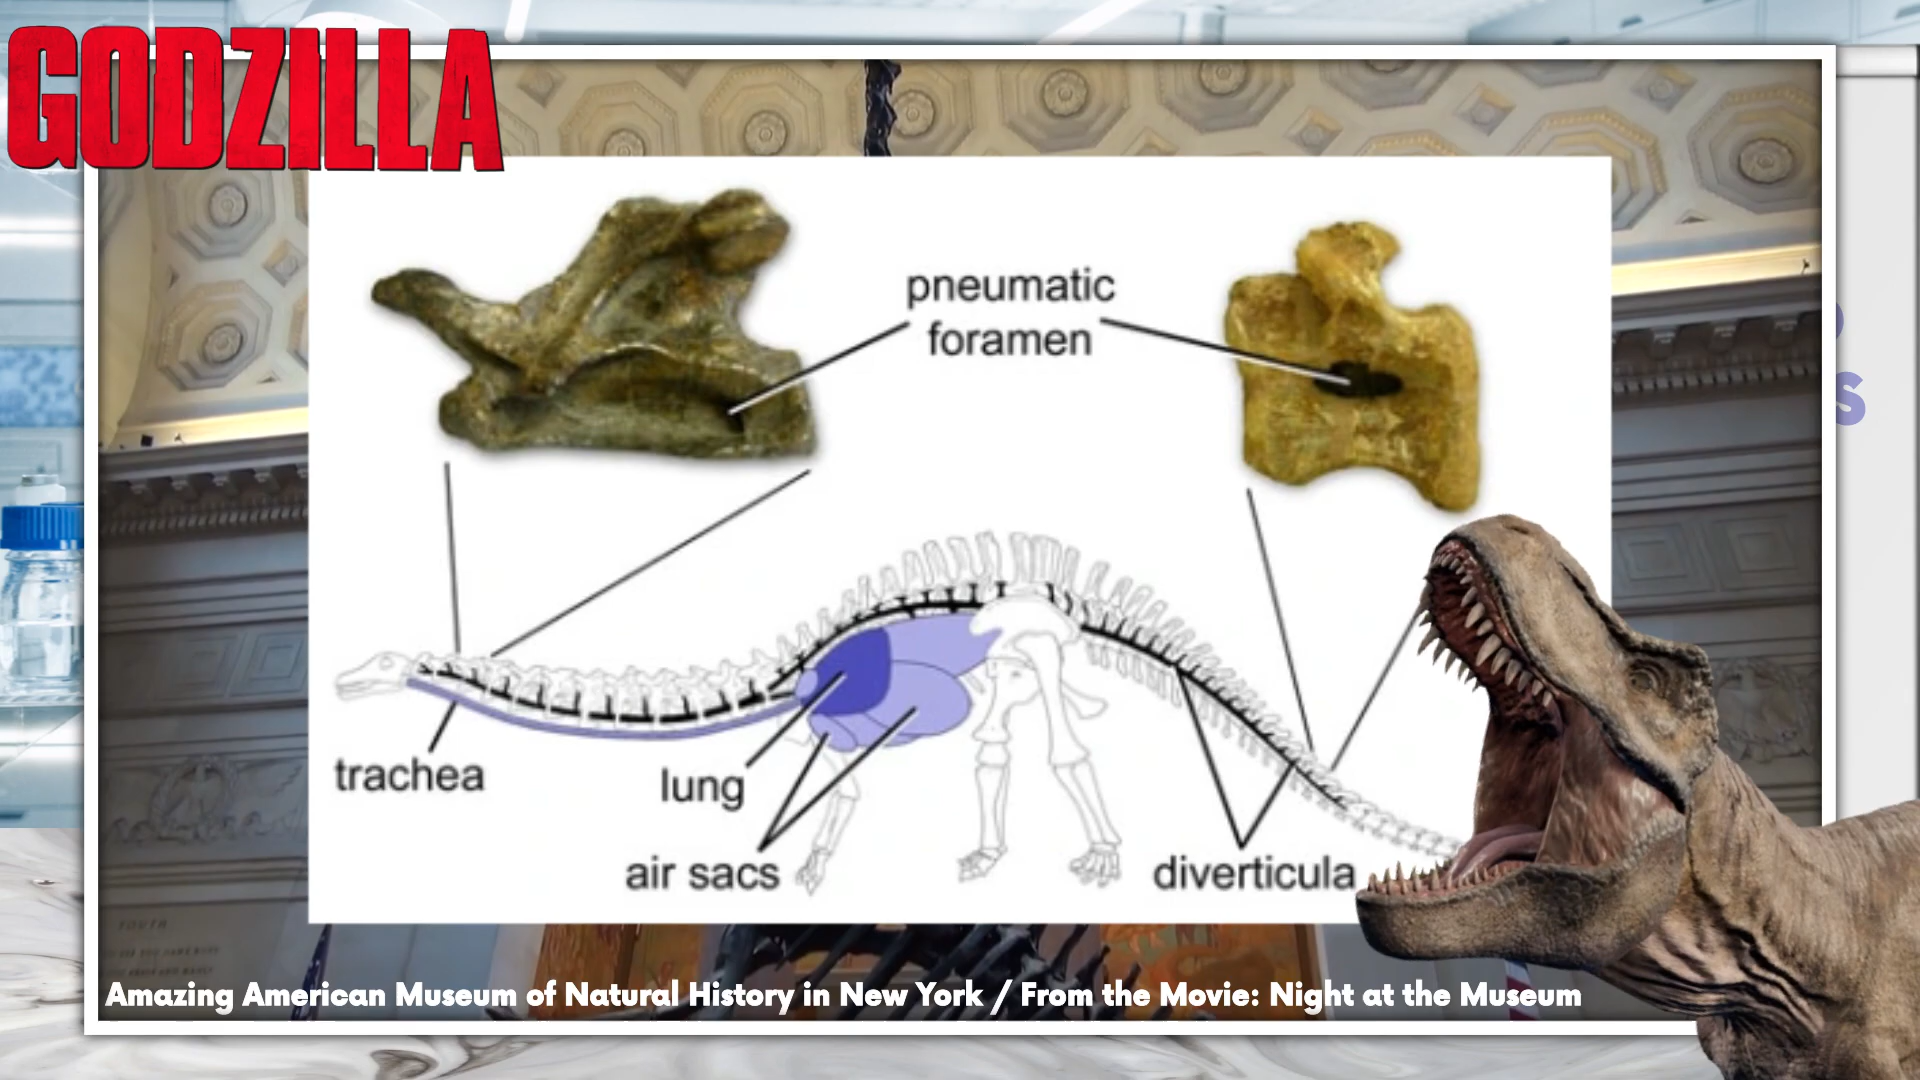 GODZILLA
pneumatic
foramen
trachea
lung
air sacs
diverticula
YOUTH
Amazing American Museum of Natural History in New York / From the Movie: Night at the Museum